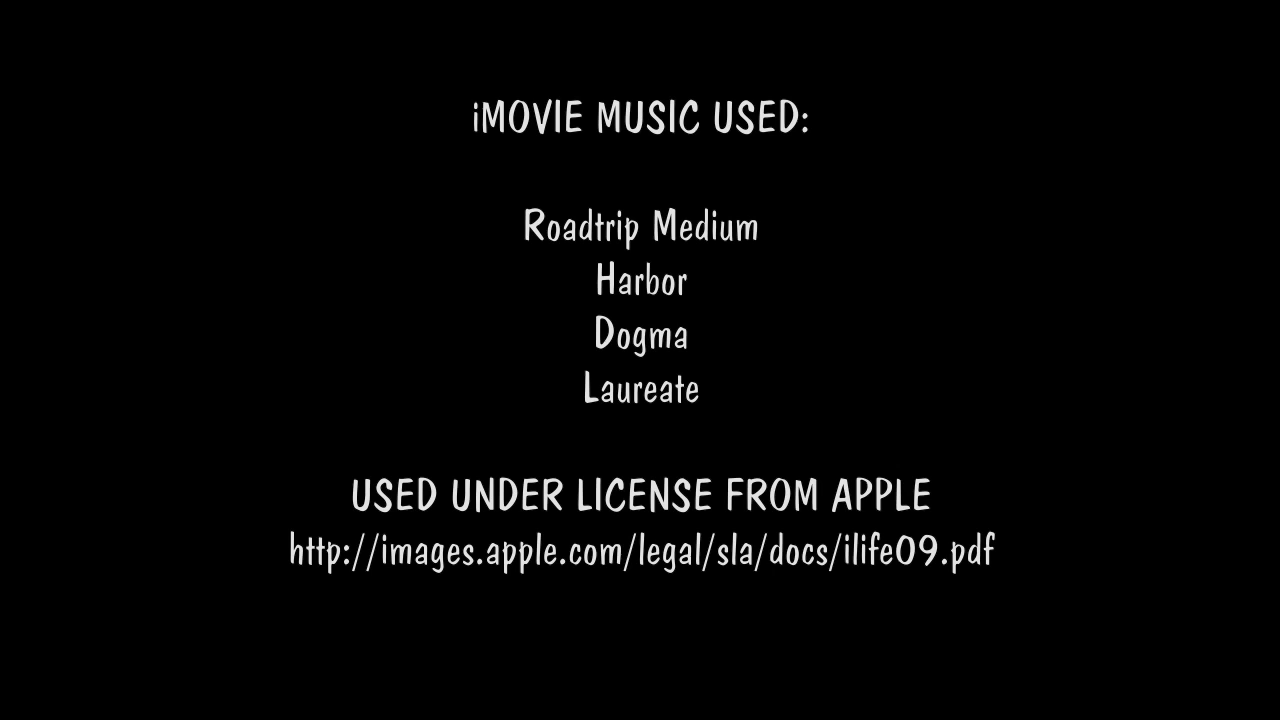 iMOVIE MUSIC USED:
Roadtrip Medium
Harbor
Dogma
Laureate
USED UNDER LICENSE FROM APPLE
http://images.apple.com/legal/sla/docs/ilife09.pdf